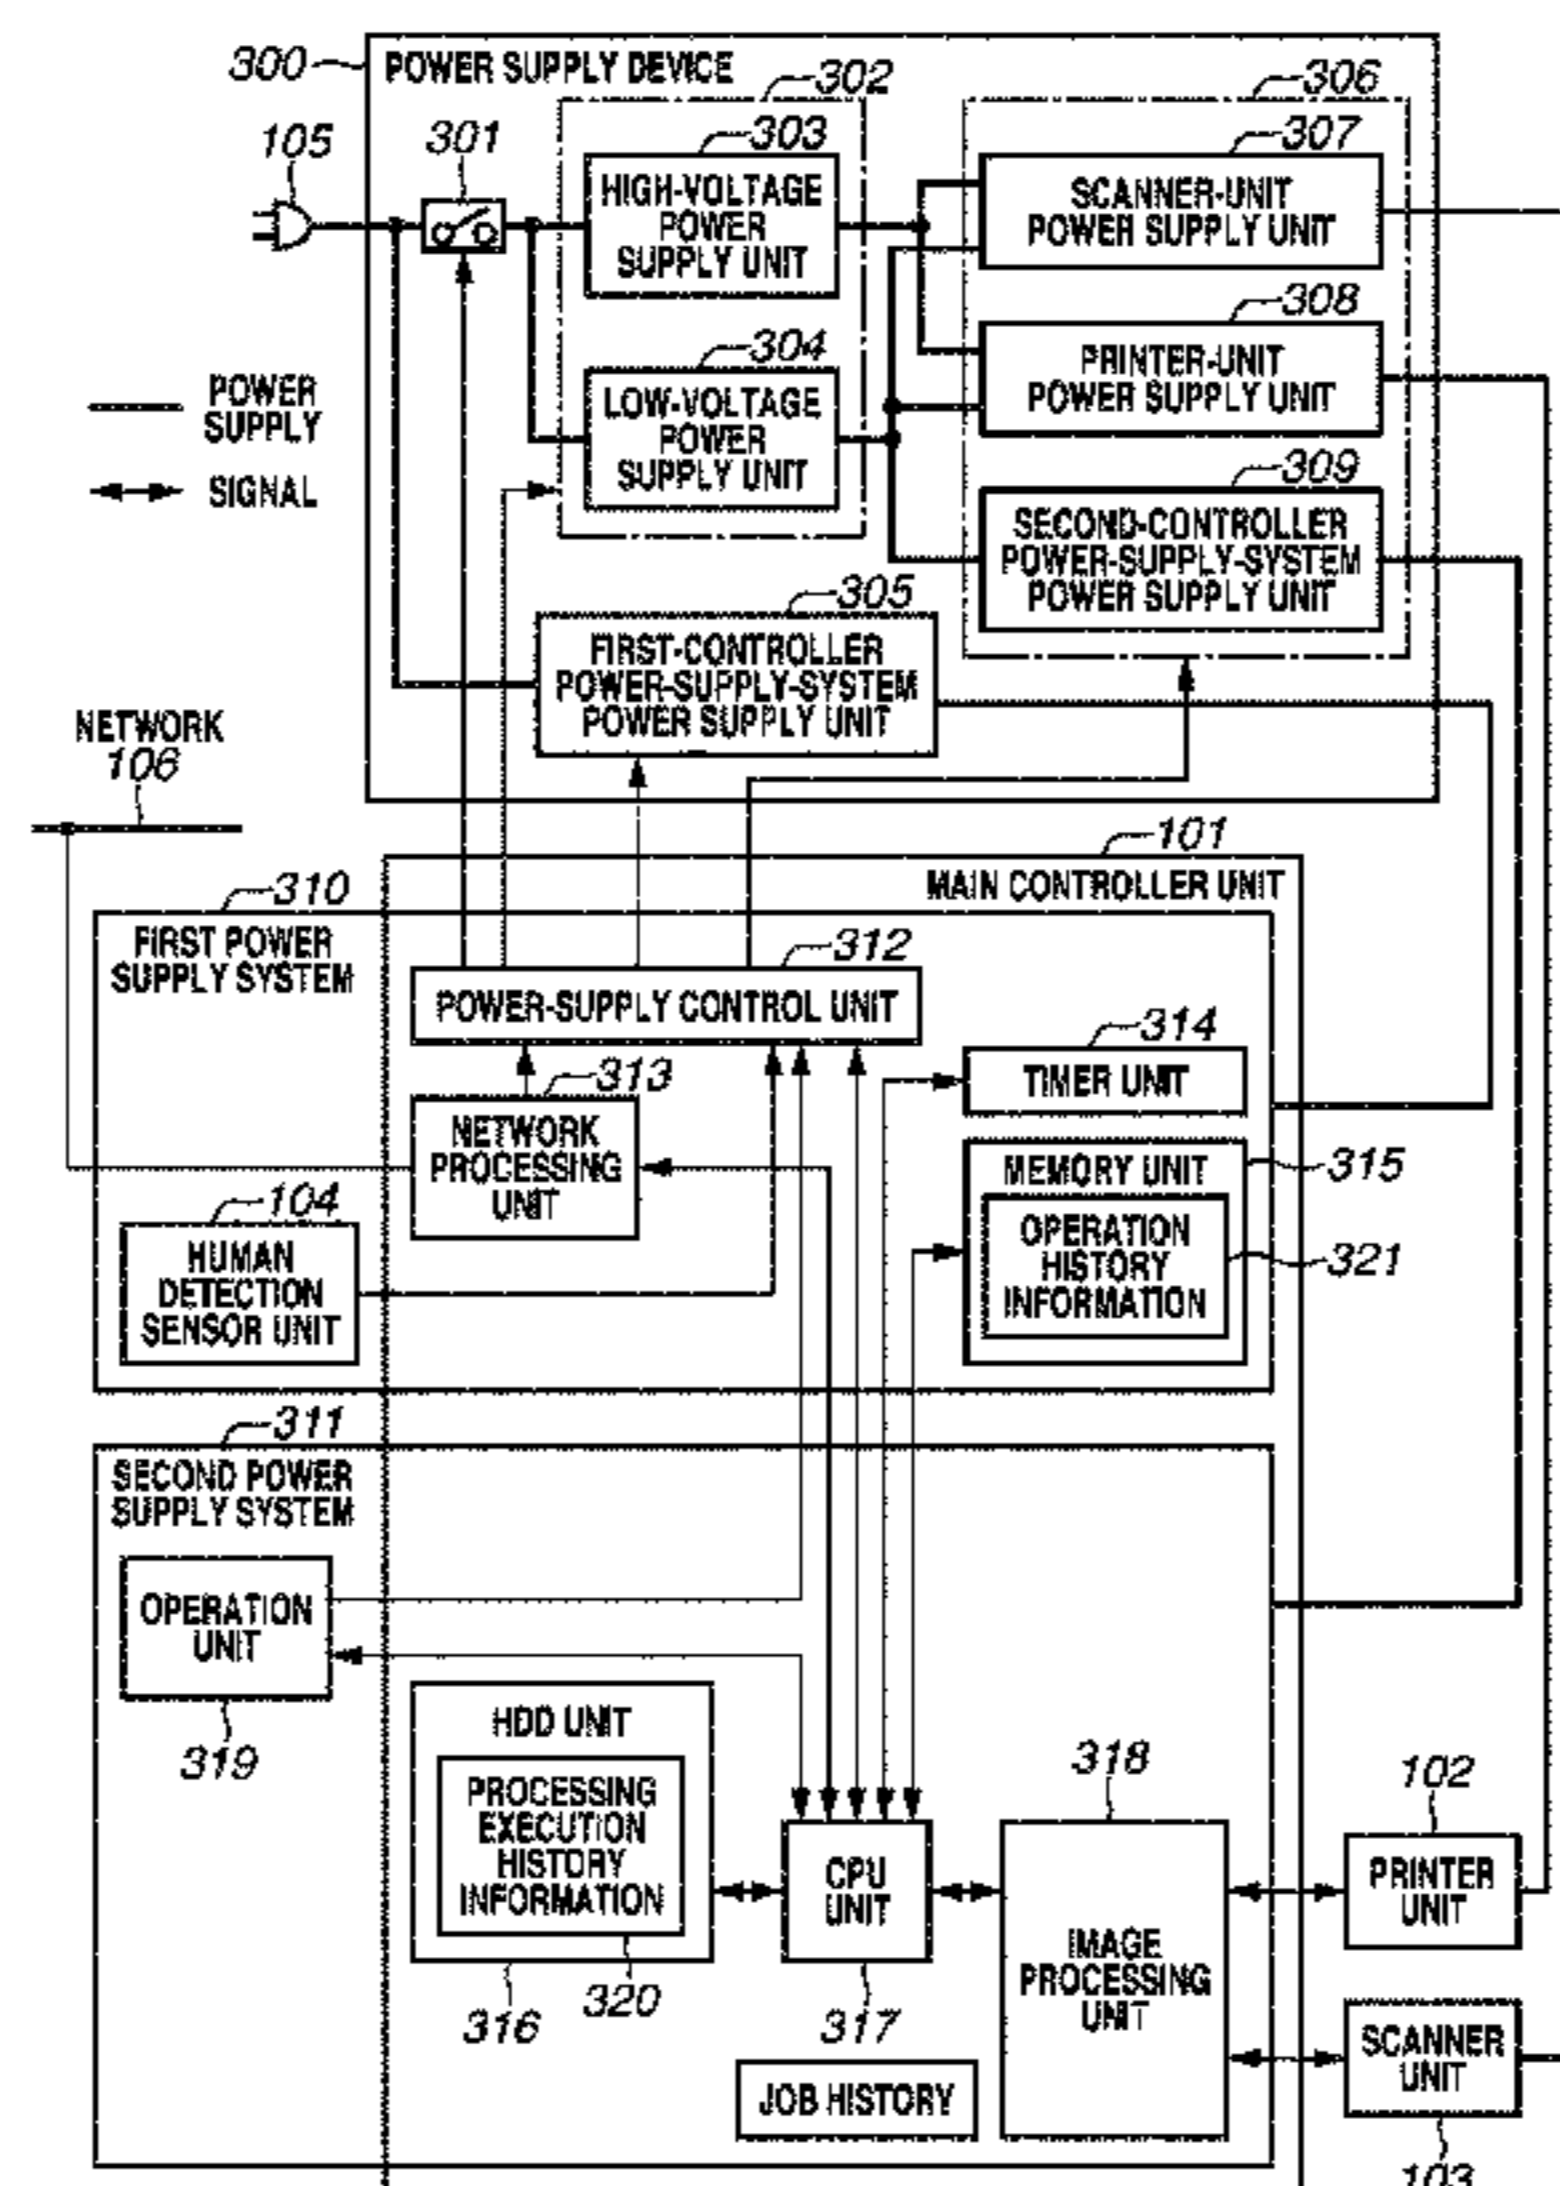 300
POWER SUPPLY DEVICE
302
306
105
301
303
HIGH-VOLTAGE
POWER
SUPPLY UNIT
307
SCANNER-UNIT
POWER SUPPLY UNIT
304
LOW-VOLTAGE
POWER
SUPPLY UNIT
308
PRINTER-UNIT
POWER SUPPLY UNIT
POWER
SUPPLY
SIGNAL
309
SECOND-CONTROLLER
POWER-SUPPLY-SYSTEM
POWER SUPPLY UNIT
305
FIRST-CONTROLLER
POWER-SUPPLY-SYSTEM
POWER SUPPLY UNIT
NETWORK
106
101
MAIN CONTROLLER UNIT
310
FIRST POWER
SUPPLY SYSTEM
312
POWER-SUPPLY CONTROL UNIT
314
TIMER UNIT
313
NETWORK
PROCESSING
UNIT
315
MEMORY UNIT
321
OPERATION
HISTORY
INFORMATION
104
HUMAN
DETECTION
SENSOR UNIT
311
SECOND POWER
SUPPLY SYSTEM
OPERATION
UNIT
319
HDD UNIT
PROCESSING
EXECUTION
HISTORY
INFORMATION
320
316
CPU
UNIT
317
318
IMAGE
PROCESSING
UNIT
102
PRINTER
UNIT
SCANNER
UNIT
103
JOB HISTORY